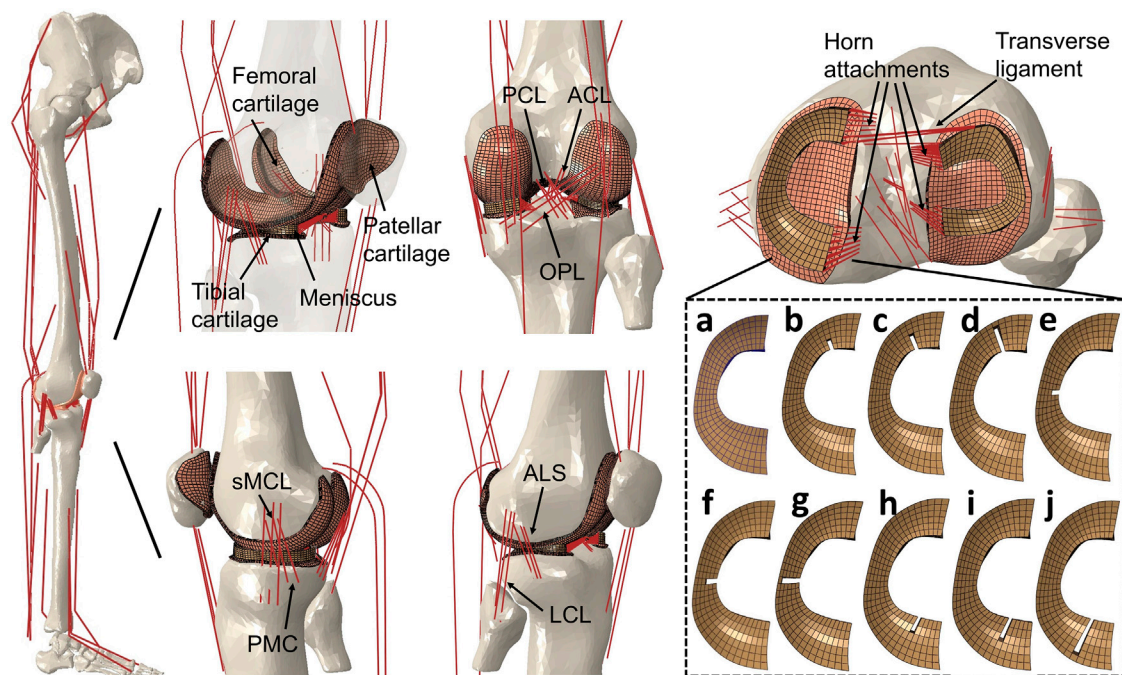 Femoral
cartilage
Patellar
cartilage
Tibial
cartilage
Meniscus
PCL
ACL
OPL
Horn
attachments
Transverse
ligament
sMCL
PMC
ALS
LCL
a
b
c
d
e
f
g
h
i
j